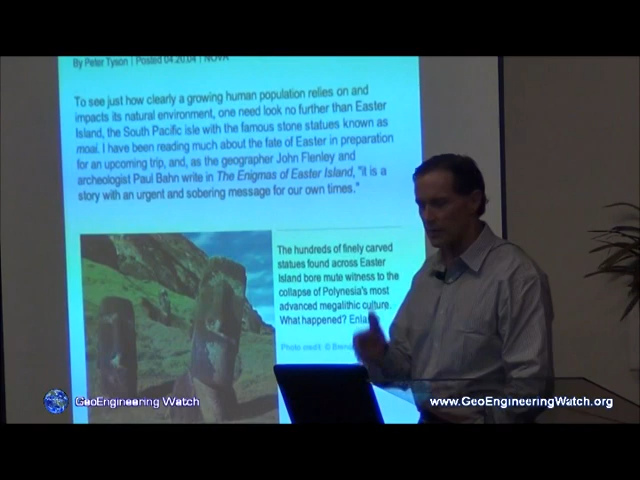 By Peter Tyson | Posted 04.20.04 | NOVA
To see just how clearly a growing human population relies on and
impacts its natural environment, one need look no further than Easter
Island, the South Pacific isle with the famous stone statues known as
moai. I have been reading much about the fate of Easter in preparation
for an upcoming trip, and, as the geographer John Flenley and
archeologist Paul Bahn write in The Enigmas of Easter Island, "it is a
story with an urgent and sobering message for our own times."
The hundreds of finely carved
statues found across Easter
Island bore mute witness to the
collapse of Polynesia's most
advanced megalithic culture.
What happened?
Photo credit: ©
GeoEngineering Watch
www.GeoEngineeringWatch.org